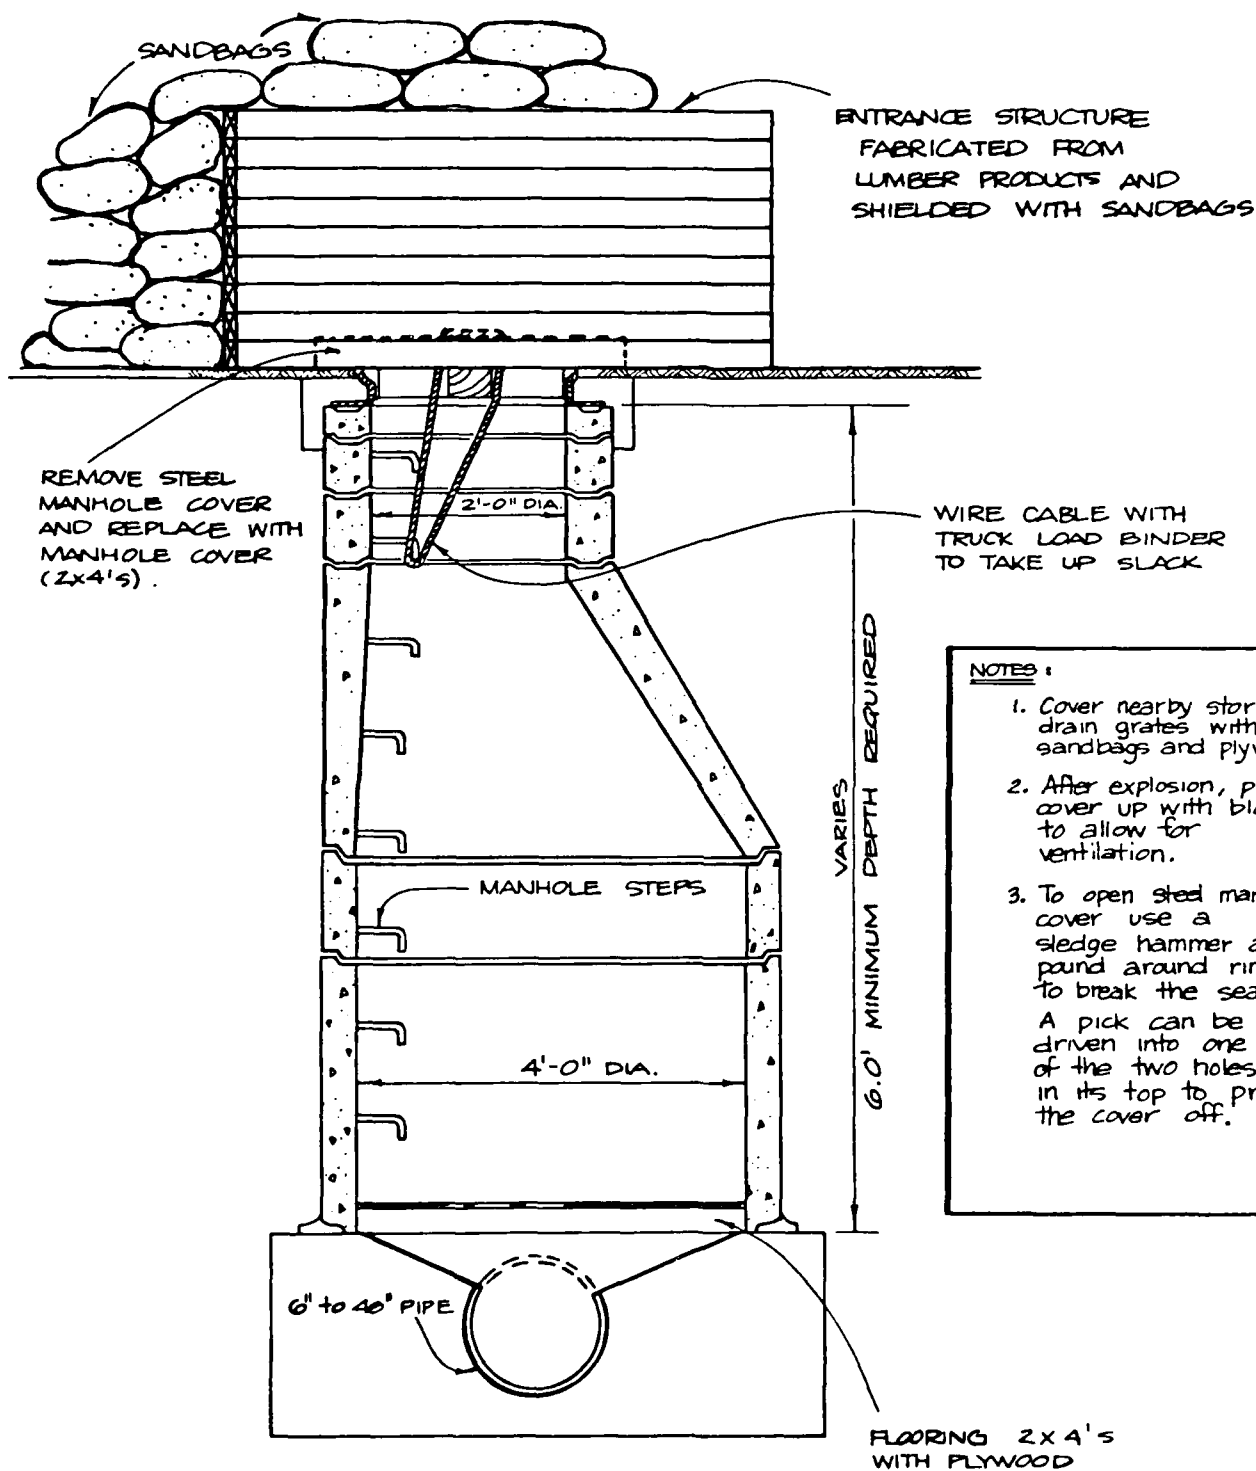 SANDBAGS
ENTRANCE STRUCTURE
FABRICATED FROM
LUMBER PRODUCTS AND
SHIELDED WITH SANDBAGS
REMOVE STEEL
MANHOLE COVER
AND REPLACE WITH
MANHOLE COVER
(2x4's).
2'-0" DIA.
WIRE CABLE WITH
TRUCK LOAD BINDER
TO TAKE UP SLACK
VARIES
6.0' MINIMUM DEPTH REQUIRED
NOTES:
1. Cover nearby
drain grates with
sandbags and
2. After explosion,
cover up with
to allow for
ventilation.
3. To open steel
cover use a
sledge hammer
pound around
to break the
A pick can be
driven into one
of the two holes
in its top to
the cover off.
MANHOLE STEPS
4'-0" DIA.
6" to 40" PIPE
FLOORING 2x4's
WITH PLYWOOD